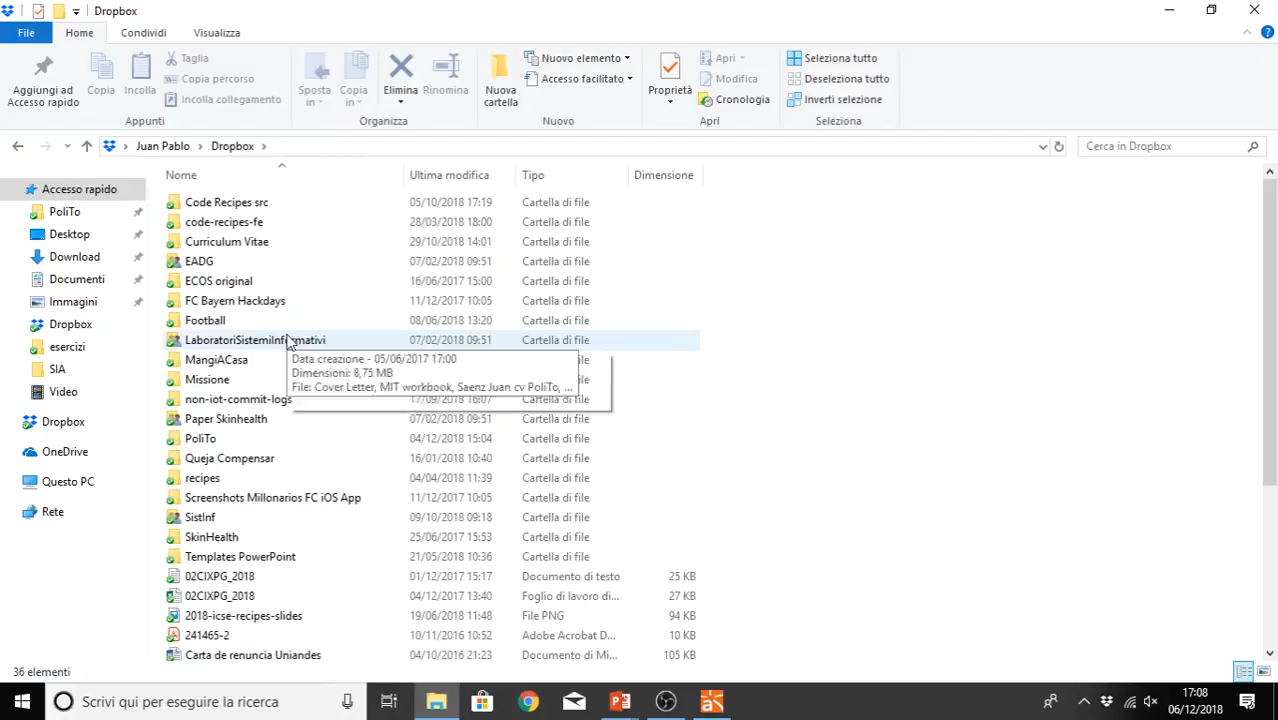 Dropbox
File Home Condividi Visualizza
Aggiungi ad Accesso rapido
Copia
Incolla
Taglia
Copia percorso
Incolla collegamento
Appunti
Sposta in
Copia in
Elimina
Rinomina
Organizza
Nuova cartella
Nuovo elemento
Accesso facilitato
Nuovo
Proprietà
Apri
Modifica
Cronologia
Apri
Seleziona tutto
Deseleziona tutto
Inverti selezione
Seleziona
Juan Pablo > Dropbox >
Cerca in Dropbox
Accesso rapido
PoliTo
Desktop
Download
Documenti
Immagini
Dropbox
esercizi
SIA
Video
Dropbox
OneDrive
Questo PC
Rete
Nome Ultima modifica Tipo Dimensione
Code Recipes src 05/10/2018 17:19 Cartella di file
code-recipes-fe 28/03/2018 18:00 Cartella di file
Curriculum Vitae 29/10/2018 14:01 Cartella di file
EADG 07/02/2018 09:51 Cartella di file
ECOS original 16/06/2017 15:00 Cartella di file
FC Bayern Hackdays 11/12/2017 10:05 Cartella di file
Football 08/06/2018 13:20 Cartella di file
LaboratoriSistemiInformativi 07/02/2018 09:51 Cartella di file
MangiACasa
Data creazione - 05/06/2017 17:00
Dimensioni: 8,75 MB
File: Cover Letter, MIT workbook, Saenz Juan cv PoliTo, ...
Missione
non-iot-commit-logs 17/09/2018 16:07 Cartella di file
Paper Skinhealth 07/02/2018 09:51 Cartella di file
PoliTo 04/12/2018 15:04 Cartella di file
Queja Compensar 16/01/2018 10:40 Cartella di file
recipes 04/04/2018 11:39 Cartella di file
Screenshots Millonarios FC iOS App 11/12/2017 10:05 Cartella di file
SistInf 09/10/2018 09:18 Cartella di file
SkinHealth 25/06/2017 15:53 Cartella di file
Templates PowerPoint 21/05/2018 10:36 Cartella di file
02CIXPG_2018 01/12/2017 15:17 Documento di testo 25 KB
02CIXPG_2018 04/12/2017 13:40 Foglio di lavoro di... 27 KB
2018-icse-recipes-slides 19/06/2018 11:48 File PNG 94 KB
241465-2 10/11/2016 10:52 Adobe Acrobat D... 10 KB
Carta de renuncia Uniandes 04/10/2016 21:23 Documento di Mi... 105 KB
36 elementi
Scrivi qui per eseguire la ricerca
17:08
06/12/2018